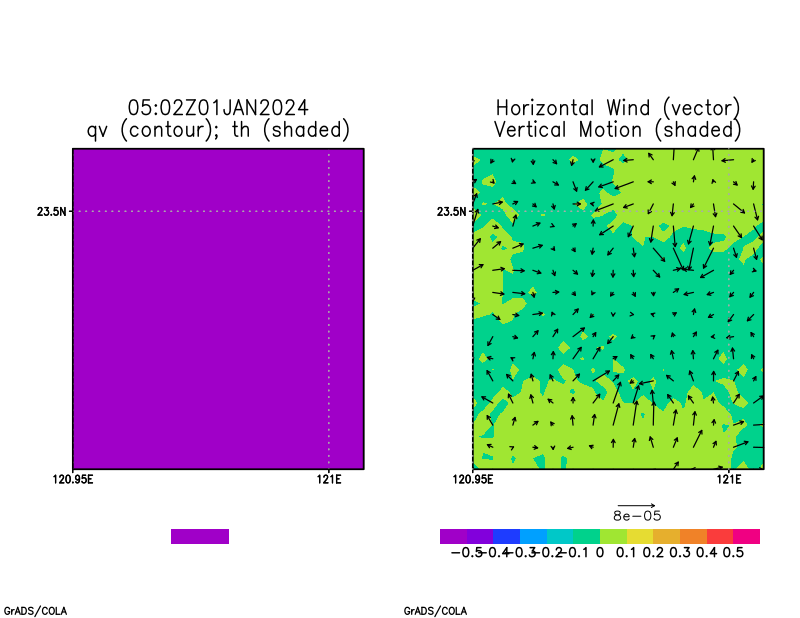 05:02Z01JAN2024
qv (contour); th (shaded)
23.5N
120.95E
121E
GrADS/COLA
Horizontal Wind (vector)
Vertical Motion (shaded)
23.5N
120.95E
121E
8e-05
-0.5 -0.4 -0.3 -0.2 -0.1 0 0.1 0.2 0.3 0.4 0.5
GrADS/COLA